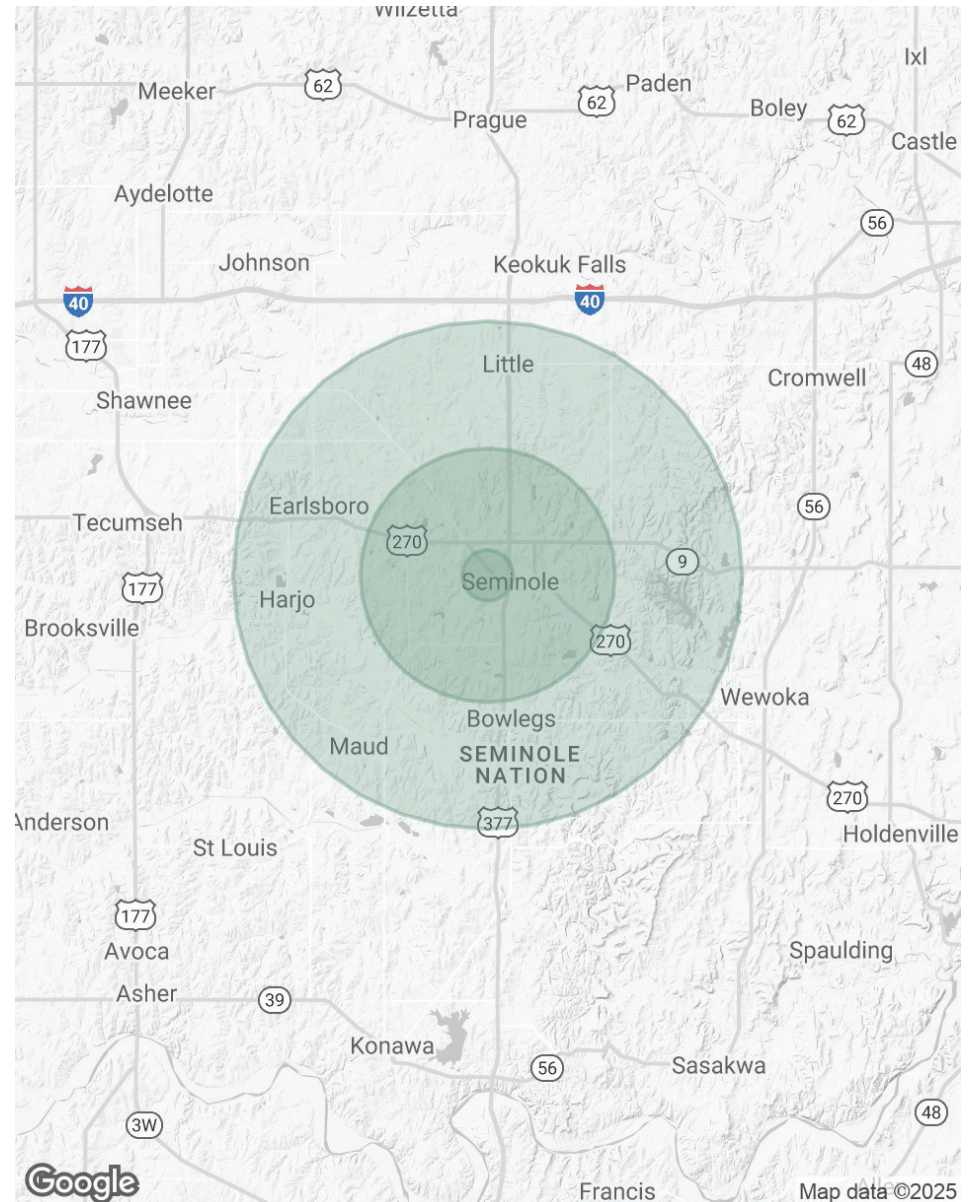 Wilzetta
Ixl
Meeker
62
Paden
62
Boley
62
Prague
Castle
Aydelotte
56
Johnson
Keokuk Falls
40
40
177
Little
48
Cromwell
Shawnee
Earlsboro
56
Tecumseh
270
9
Seminole
177
Harjo
Brooksville
270
Wewoka
Bowlegs
Maud
SEMINOLE
NATION
270
Anderson
377
Holdenville
St Louis
177
Avoca
Spaulding
Asher
39
Konawa
56
Sasakwa
48
3W
Google
Francis
Map data ©2025